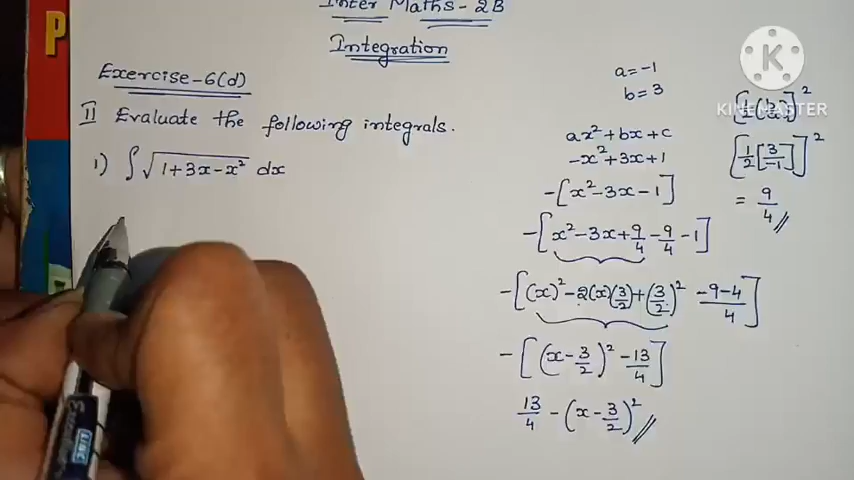 Inter Maths-2B
Integration
Exercise-6(d)
II Evaluate the following integrals.
1) ∫√(1+3x-x²) dx
a=-1
b=3
ax²+bx+c
-x²+3x+1
-[x²-3x-1]
-[x²-3x+9/4-9/4-1]
-[(x)²-2(x)(3/2)+(3/2)² (-9-4)/4]
-[(x-3/2)²-13/4]
13/4-(x-3/2)²
[1/2(b/a)]²
[1/2[3/-1]]²
=9/4
KINEMASTER
P